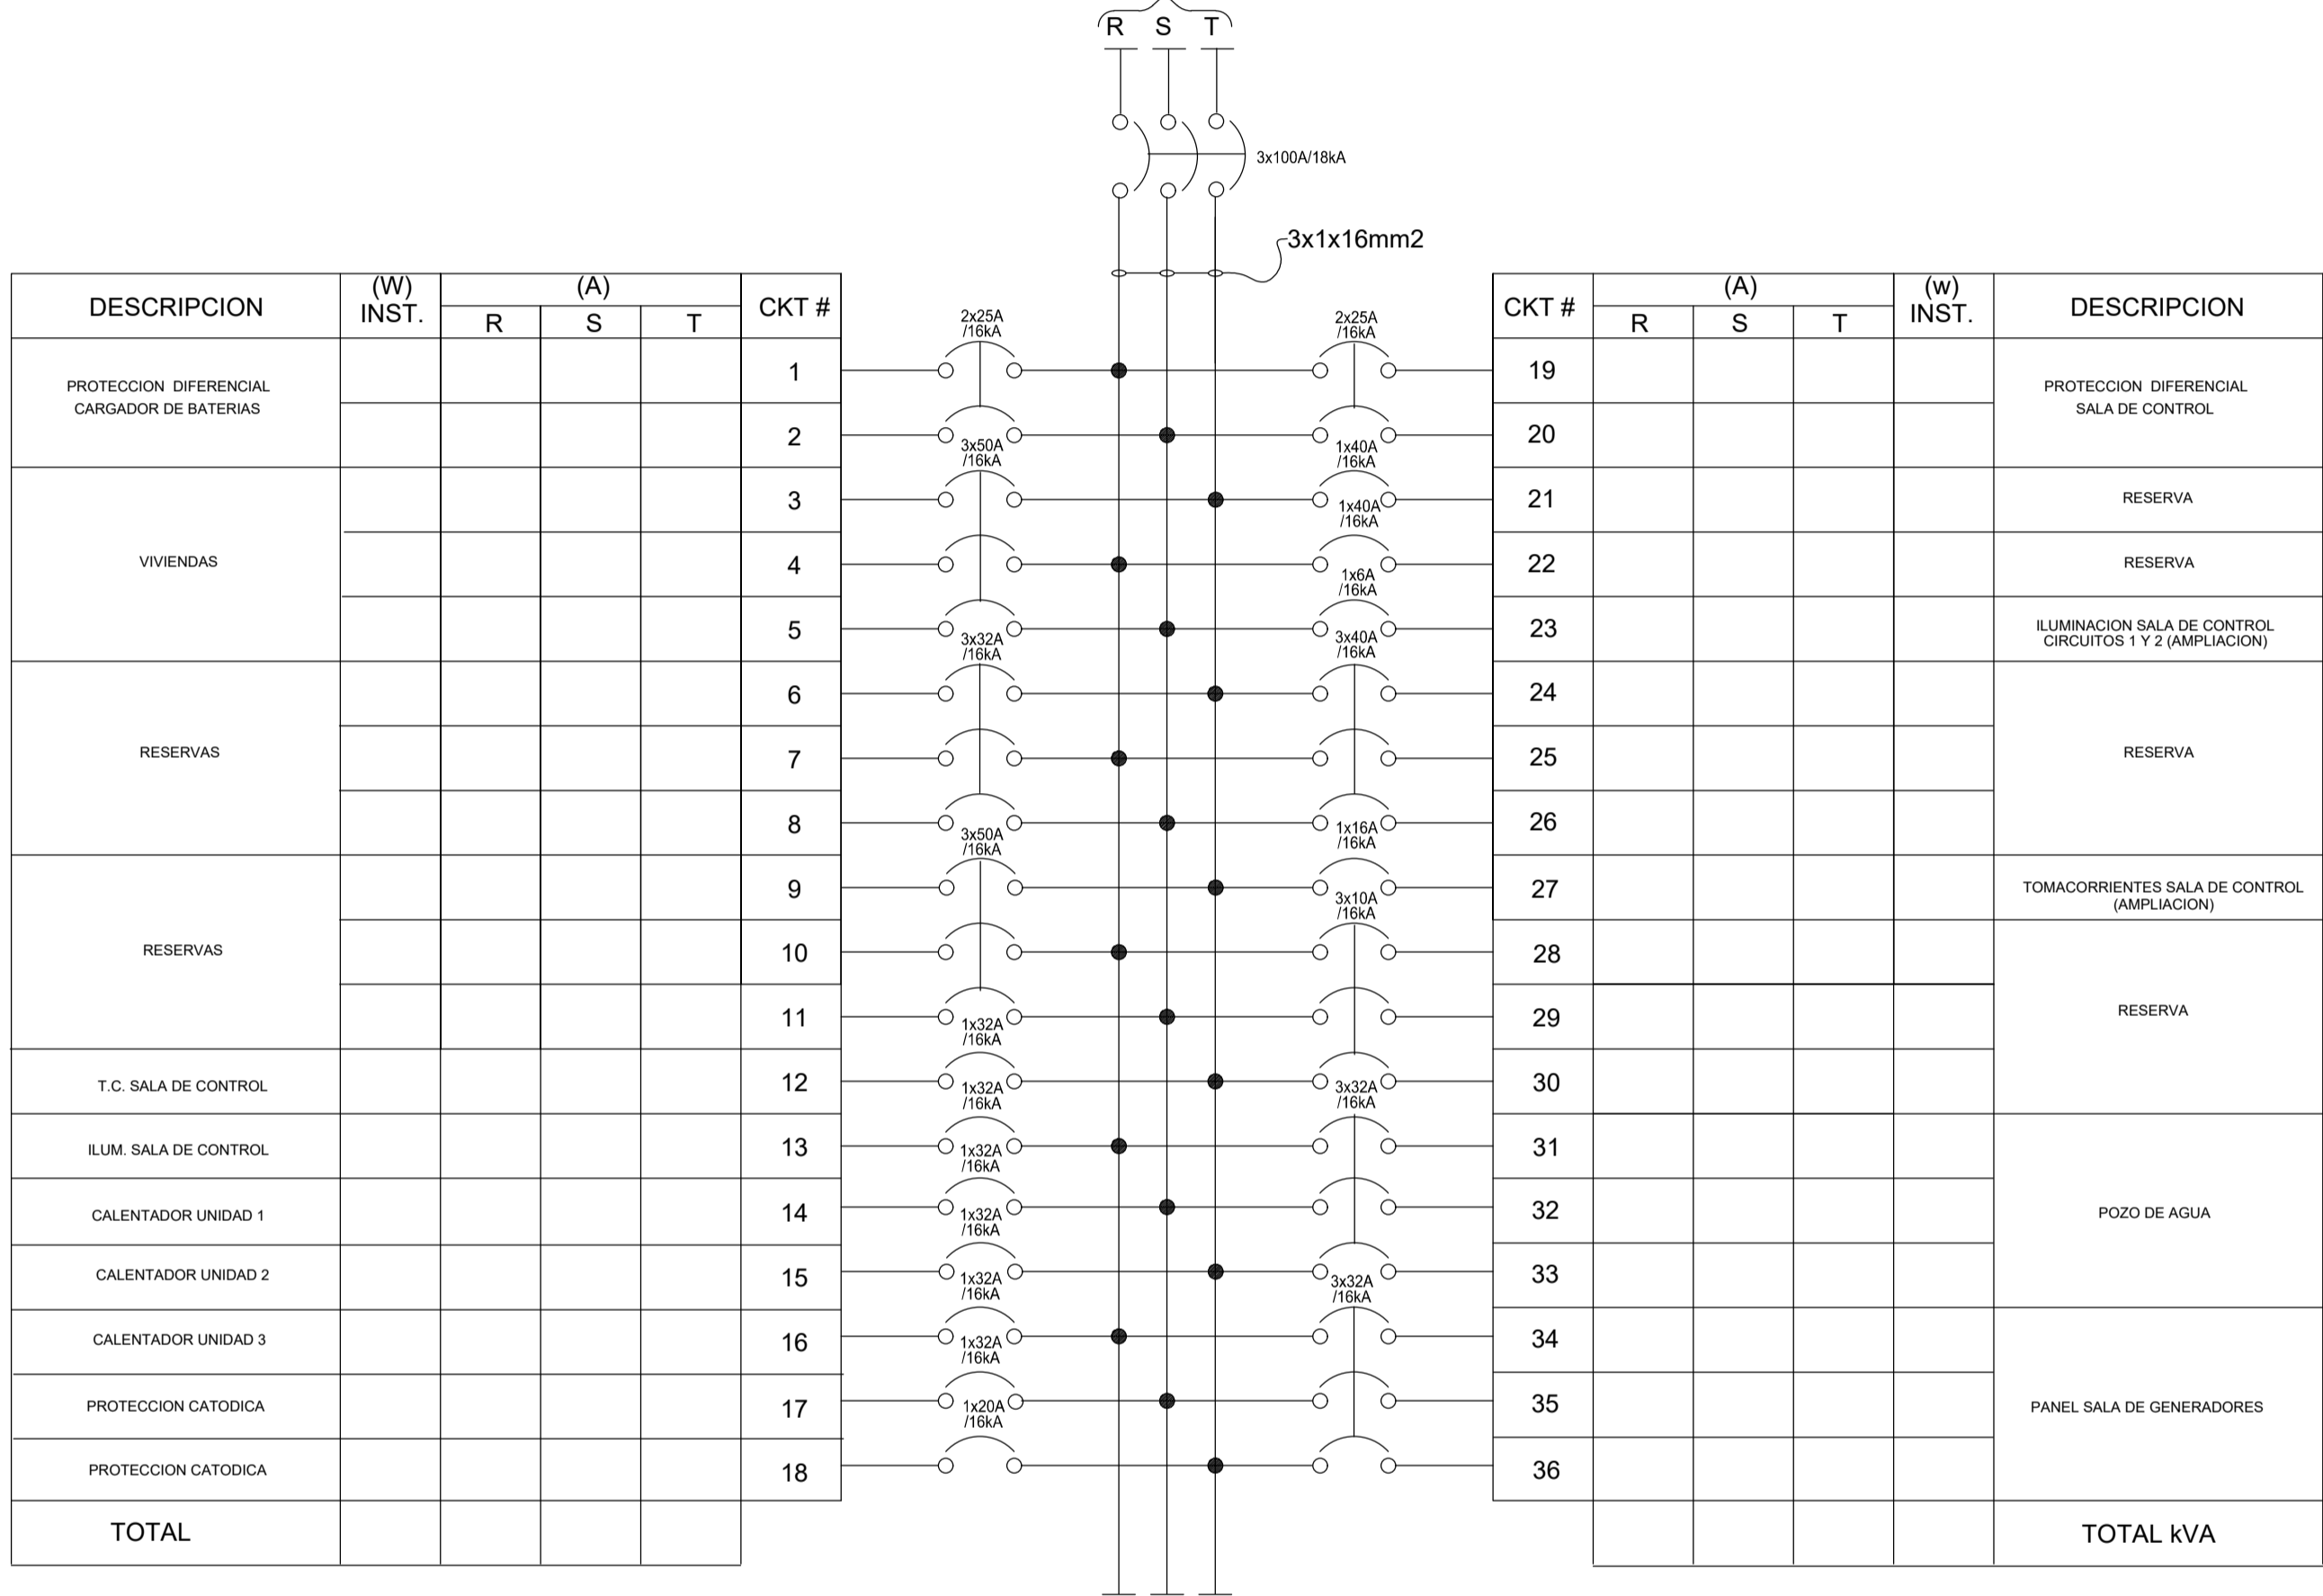 R S T
3x100A/18kA
3x1x16mm2
DESCRIPCION
(W)
INST.
(A)
R S T
CKT #
2x25A
/16kA
2x25A
/16kA
CKT #
(A)
R S T
(w)
INST.
DESCRIPCION
PROTECCION DIFERENCIAL
CARGADOR DE BATERIAS
1
19
PROTECCION DIFERENCIAL
SALA DE CONTROL
2
20
3x50A
/16kA
1x40A
/16kA
3
21
RESERVA
1x40A
/16kA
VIVIENDAS
4
22
RESERVA
1x6A
/16kA
5
23
ILUMINACION SALA DE CONTROL
CIRCUITOS 1 Y 2 (AMPLIACION)
3x32A
/16kA
3x40A
/16kA
6
24
RESERVAS
7
25
RESERVA
8
26
3x50A
/16kA
1x16A
/16kA
9
27
TOMACORRIENTES SALA DE CONTROL
(AMPLIACION)
3x10A
/16kA
RESERVAS
10
28
11
29
RESERVA
1x32A
/16kA
T.C. SALA DE CONTROL
12
30
1x32A
/16kA
3x32A
/16kA
ILUM. SALA DE CONTROL
13
31
1x32A
/16kA
CALENTADOR UNIDAD 1
14
32
POZO DE AGUA
1x32A
/16kA
CALENTADOR UNIDAD 2
15
33
1x32A
/16kA
3x32A
/16kA
CALENTADOR UNIDAD 3
16
34
1x32A
/16kA
PROTECCION CATODICA
17
35
PANEL SALA DE GENERADORES
1x20A
/16kA
PROTECCION CATODICA
18
36
TOTAL
TOTAL kVA